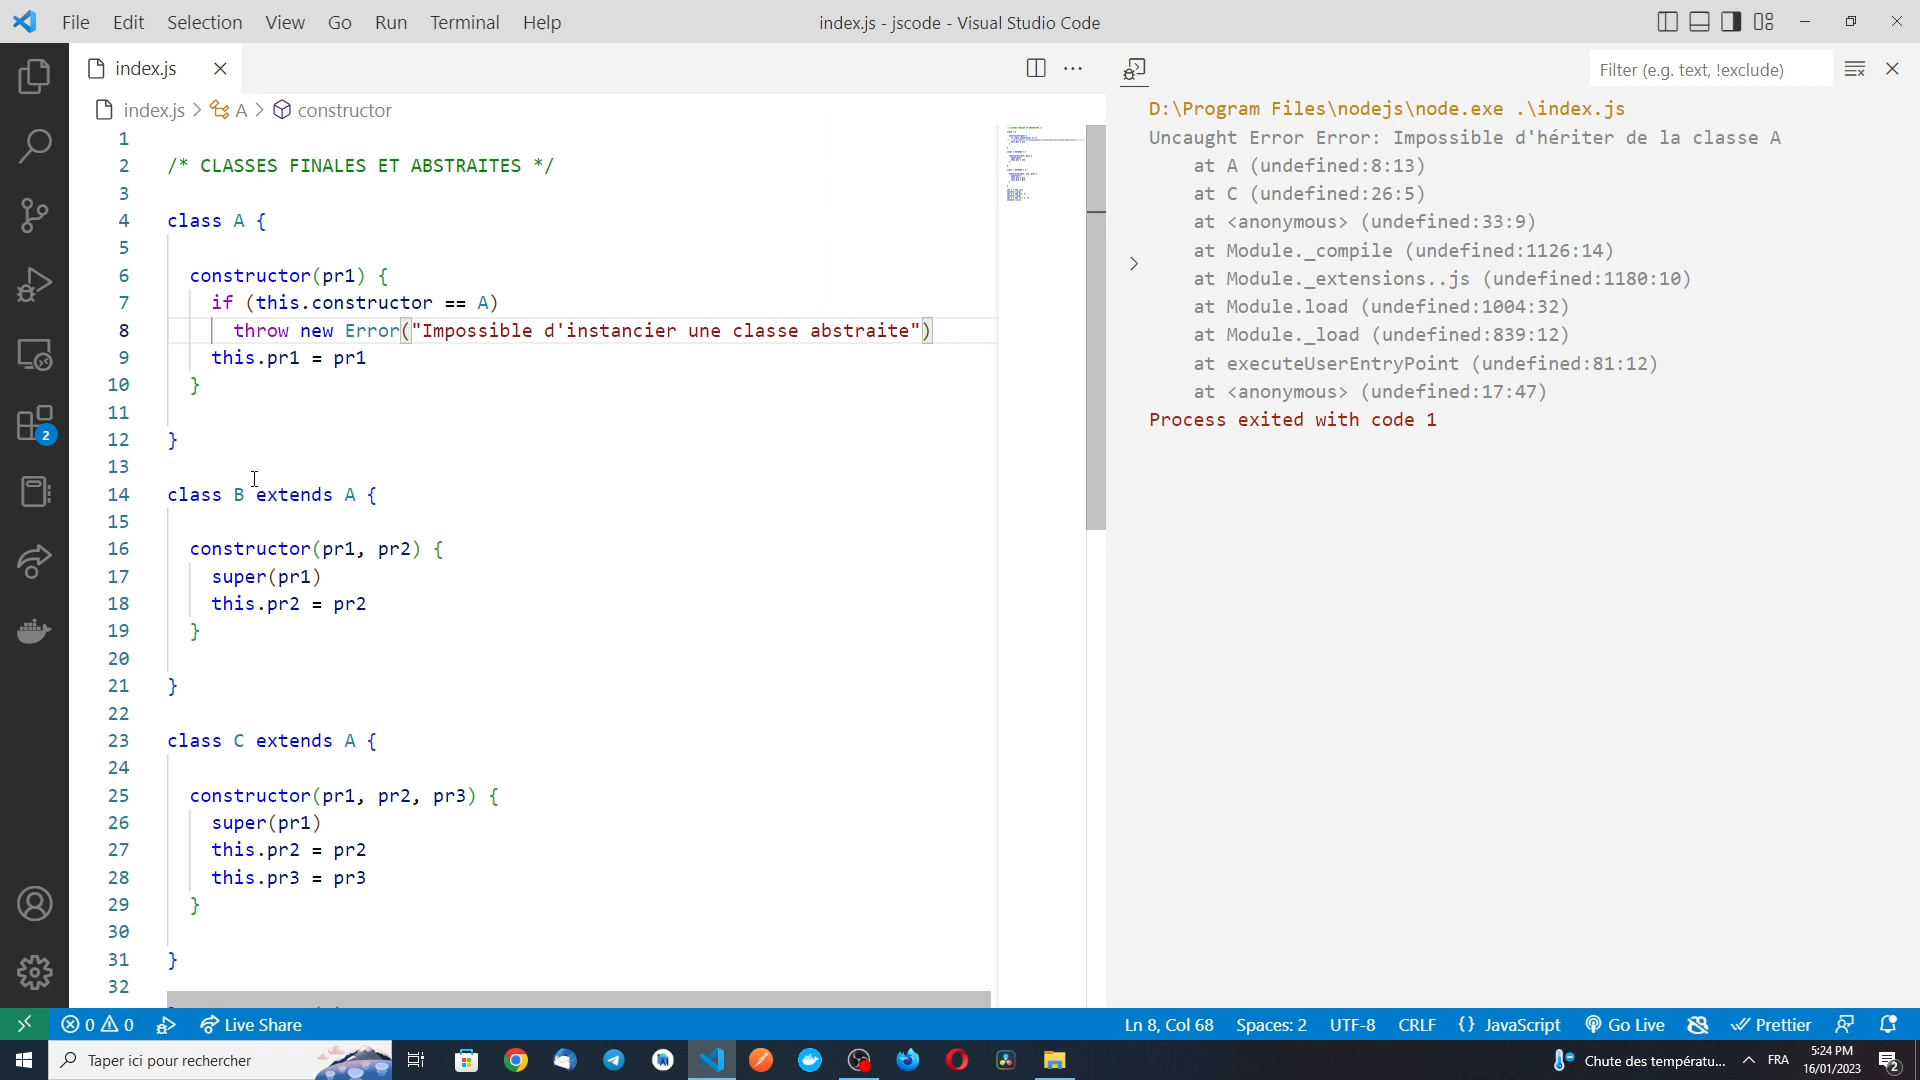 File Edit Selection View Go Run Terminal Help
index.js - jscode - Visual Studio Code
index.js
index.js > A > constructor
1
2 /* CLASSES FINALES ET ABSTRAITES */
3
4 class A {
5
6 constructor(pr1) {
7 if (this.constructor == A)
8 throw new Error("Impossible d'instancier une classe abstraite")
9 this.pr1 = pr1
10 }
11
12 }
13
14 class B extends A {
15
16 constructor(pr1, pr2) {
17 super(pr1)
18 this.pr2 = pr2
19 }
20
21 }
22
23 class C extends A {
24
25 constructor(pr1, pr2, pr3) {
26 super(pr1)
27 this.pr2 = pr2
28 this.pr3 = pr3
29 }
30
31 }
32
Filter (e.g. text, !exclude)
D:\Program Files\nodejs\node.exe .\index.js
Uncaught Error Error: Impossible d'hériter de la classe A
at A (undefined:8:13)
at C (undefined:26:5)
at <anonymous> (undefined:33:9)
at Module._compile (undefined:1126:14)
at Module._extensions..js (undefined:1180:10)
at Module.load (undefined:1004:32)
at Module._load (undefined:839:12)
at executeUserEntryPoint (undefined:81:12)
at <anonymous> (undefined:17:47)
Process exited with code 1
2
0 0 Live Share
Ln 8, Col 68 Spaces: 2 UTF-8 CRLF {} JavaScript Go Live Prettier
Taper ici pour rechercher
Chute des températu... FRA
5:24 PM
16/01/2023
2